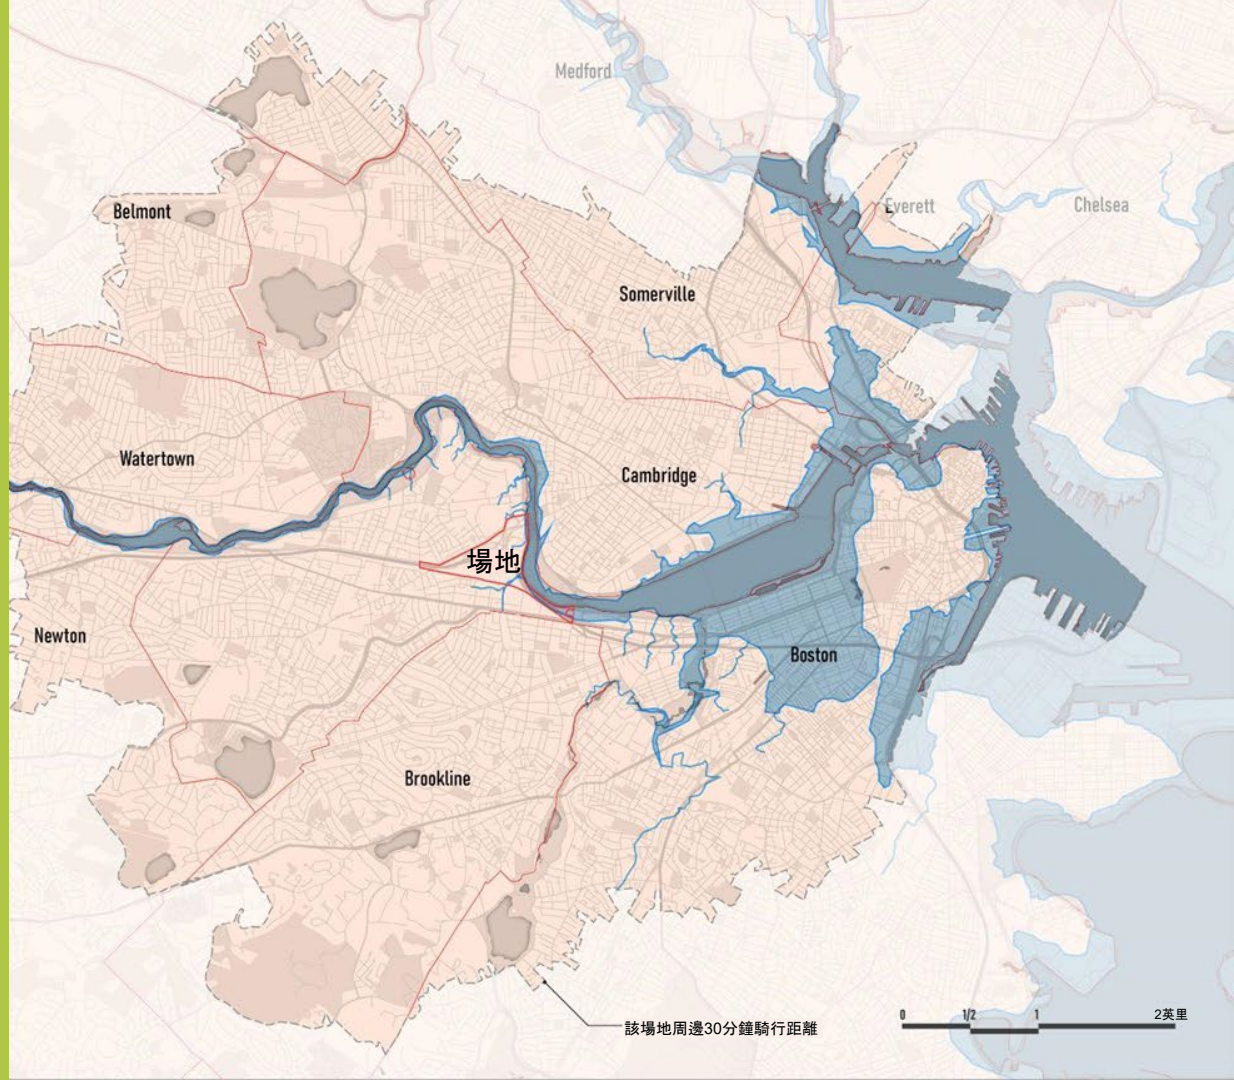 Medford
Belmont
Everett
Chelsea
Somerville
Watertown
Cambridge
場地
Newton
Boston
Brookline
該場地周邊30分鐘騎行距離
0 1/2 1 2英里